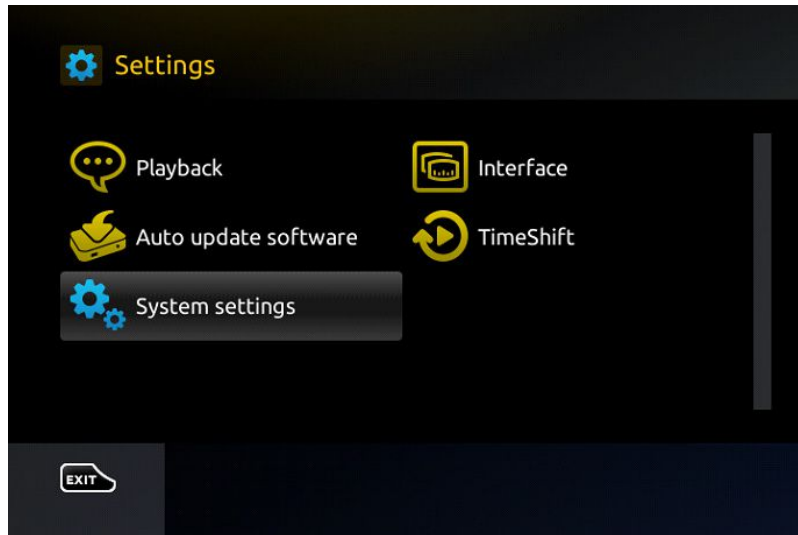 Settings
Playback
Interface
Auto update software
TimeShift
System settings
EXIT